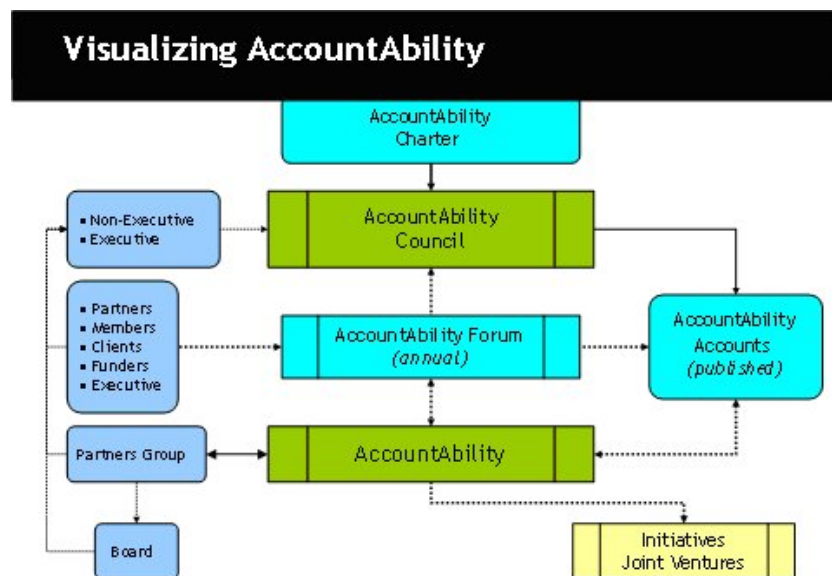 Visualizing AccountAbility
AccountAbility
Charter
▪ Non-Executive
▪ Executive
AccountAbility
Council
▪ Partners
▪ Members
▪ Clients
▪ Funders
▪ Executive
AccountAbility Forum
(annual)
AccountAbility
Accounts
(published)
Partners Group
AccountAbility
Board
Initiatives
Joint Ventures